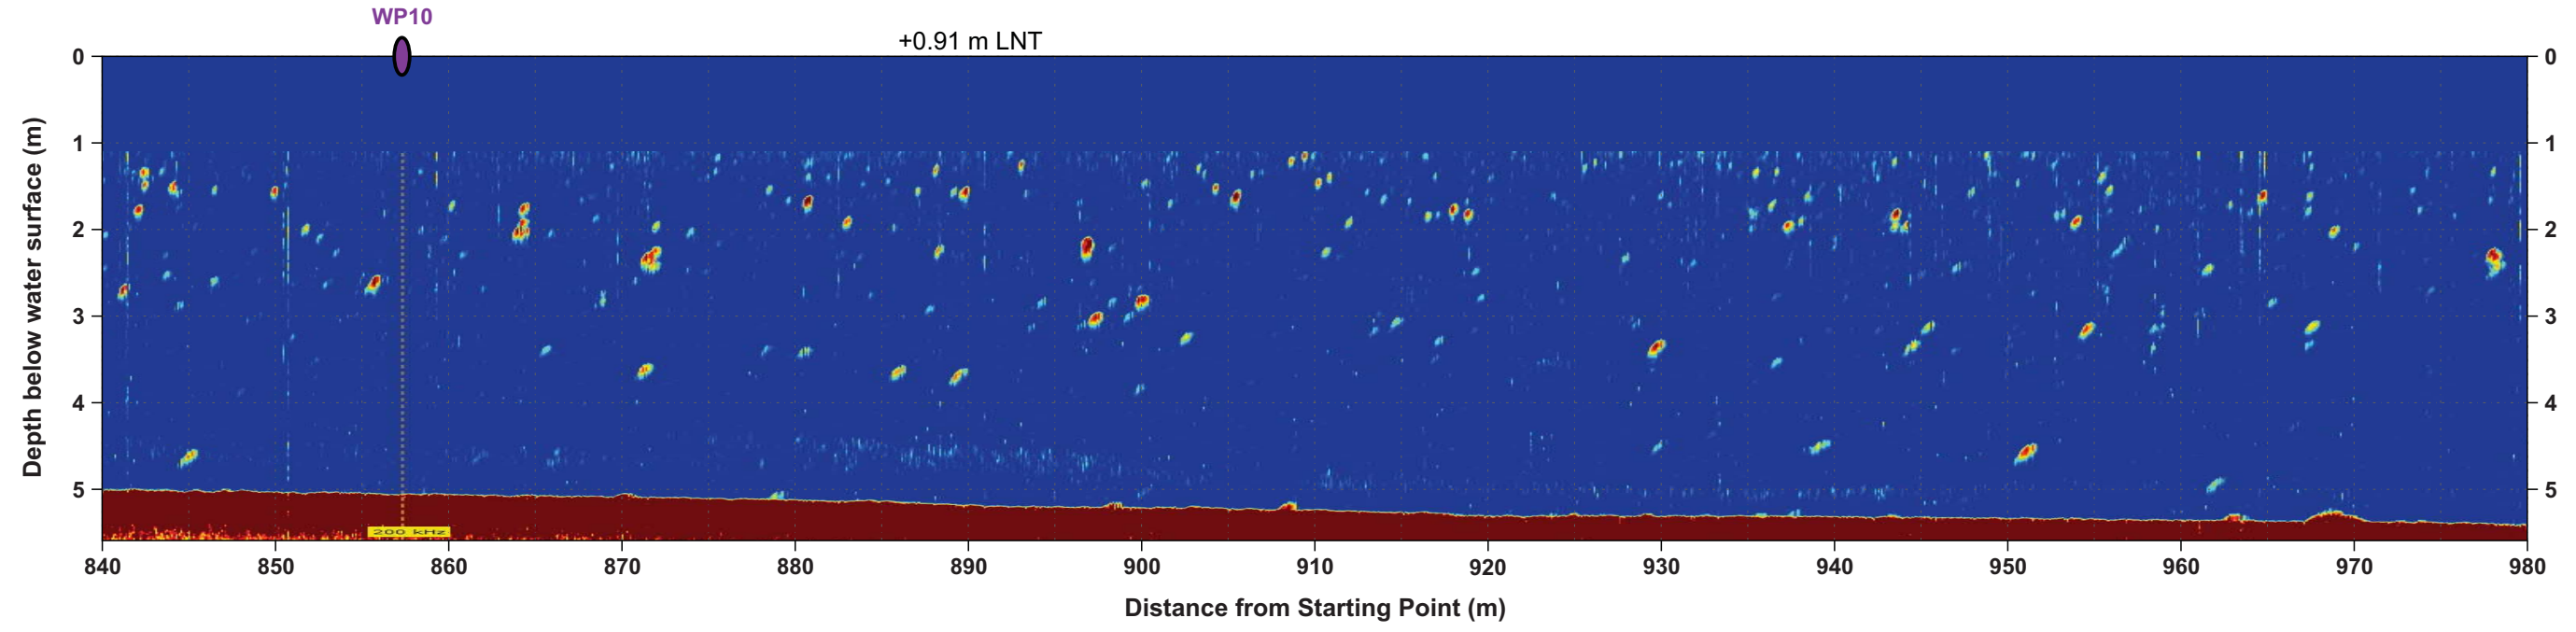 WP10
+0.91 m LNT
0 0
1 1
2 2
3 3
4 4
5 5
Depth below water surface (m)
200 kHz
840 850 860 870 880 890 900 910 920 930 940 950 960 970 980
Distance from Starting Point (m)